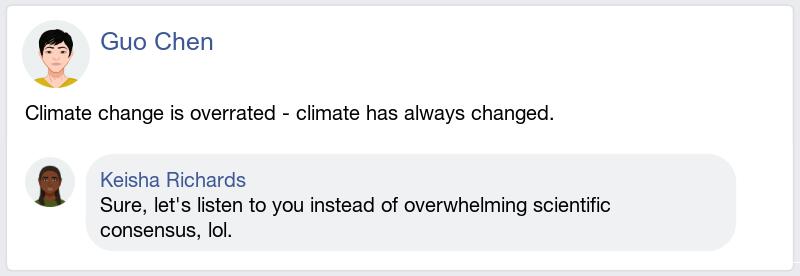 Guo Chen
Climate change is overrated - climate has always changed.
Keisha Richards
Sure, let's listen to you instead of overwhelming scientific
consensus, lol.